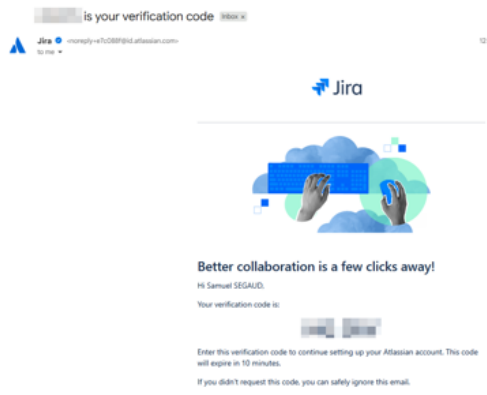 is your verification code Inbox x
Jira <noreply+e7c088f@id.atlassian.com>
to me
12
Jira
Better collaboration is a few clicks away!
Hi Samuel SEGAUD,
Your verification code is:
Enter this verification code to continue setting up your Atlassian account. This code
will expire in 10 minutes.
If you didn't request this code, you can safely ignore this email.